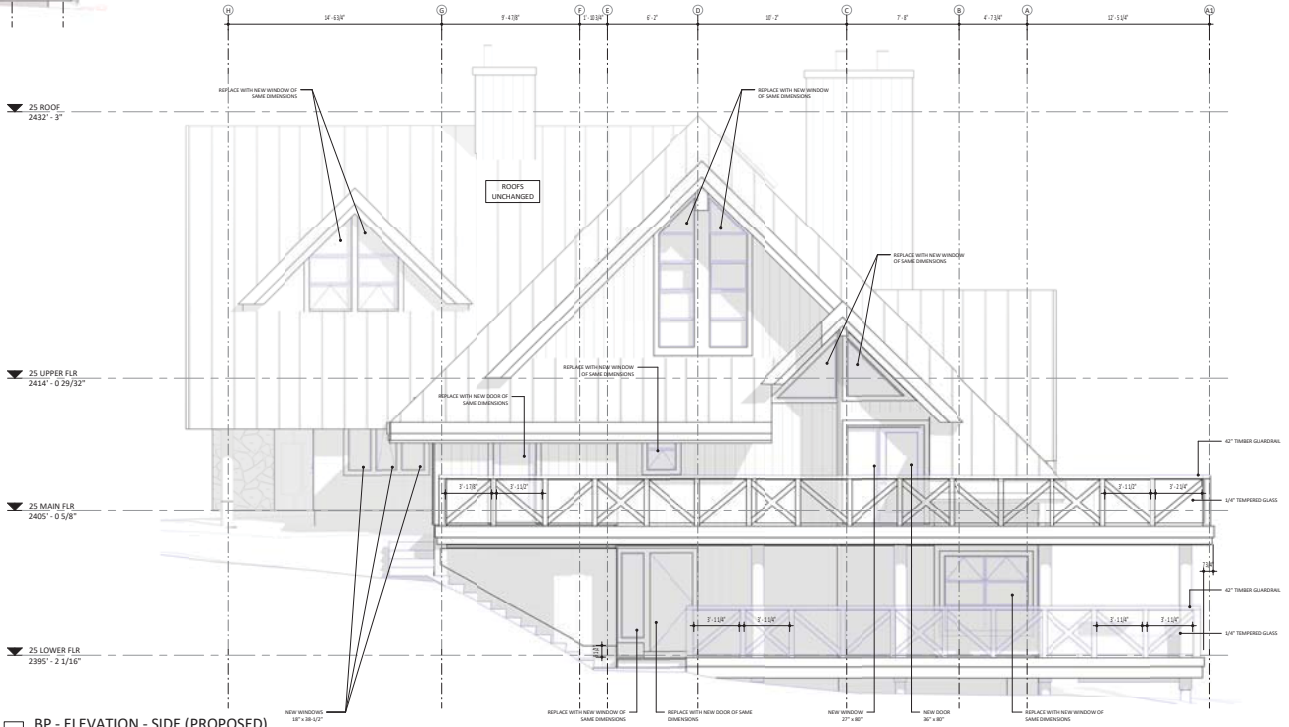 H
G
F
E
D
C
B
A
A1
14'-6 3/4"
9'-4 7/8"
1'-10 3/4"
6'-2"
10'-2"
7'-8"
4'-7 3/4"
12'-5 1/4"
REPLACE WITH NEW WINDOW OF
SAME DIMENSIONS
REPLACE WITH NEW WINDOW
OF SAME DIMENSIONS
25 ROOF
2432' - 3"
ROOFS
UNCHANGED
REPLACE WITH NEW WINDOW
OF SAME DIMENSIONS
REPLACE WITH NEW WINDOW
OF SAME DIMENSIONS
25 UPPER FLR
2414' - 0 29/32"
REPLACE WITH NEW DOOR OF
SAME DIMENSIONS
42" TIMBER GUARDRAIL
3'-1 7/8"
3'-11/2"
3'-11/2"
3'-2 1/4"
1/4" TEMPERED GLASS
25 MAIN FLR
2405' - 0 5/8"
42" TIMBER GUARDRAIL
3'-11/4"
3'-11/4"
3'-11/4"
3'-11/4"
1/4" TEMPERED GLASS
25 LOWER FLR
2395' - 2 1/16"
NEW WINDOWS
18" x 38-1/2"
REPLACE WITH NEW WINDOW OF
SAME DIMENSIONS
REPLACE WITH NEW DOOR OF SAME
DIMENSIONS
NEW WINDOW
27" x 80"
NEW DOOR
36" x 80"
REPLACE WITH NEW WINDOW OF
SAME DIMENSIONS
BP - ELEVATION - SIDE (PROPOSED)